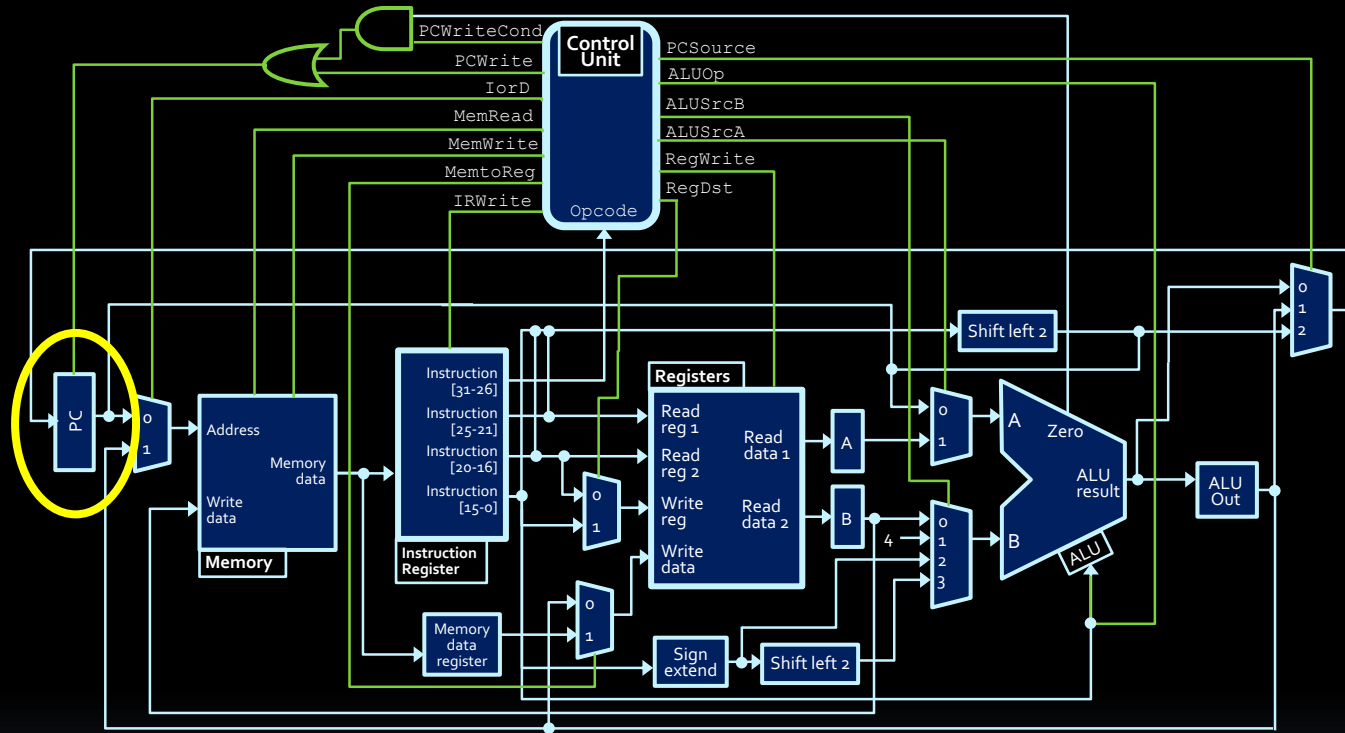 PCWriteCond
PCWrite
IorD
MemRead
MemWrite
MemtoReg
IRWrite
Control
Unit
Opcode
PCSource
ALUOp
ALUSrcB
ALUSrcA
RegWrite
RegDst
0
1
2
Shift left 2
PC
0
1
Address
Memory
data
Write
data
Memory
Instruction
[31-26]
Instruction
[25-21]
Instruction
[20-16]
Instruction
[15-0]
Instruction
Register
0
1
Registers
Read
reg 1
Read
reg 2
Write
reg
Write
data
Read
data 1
Read
data 2
A
B
0
1
4
0
1
2
3
A
B
Zero
ALU
result
ALU
ALU
Out
Memory
data
register
0
1
Sign
extend
Shift left 2